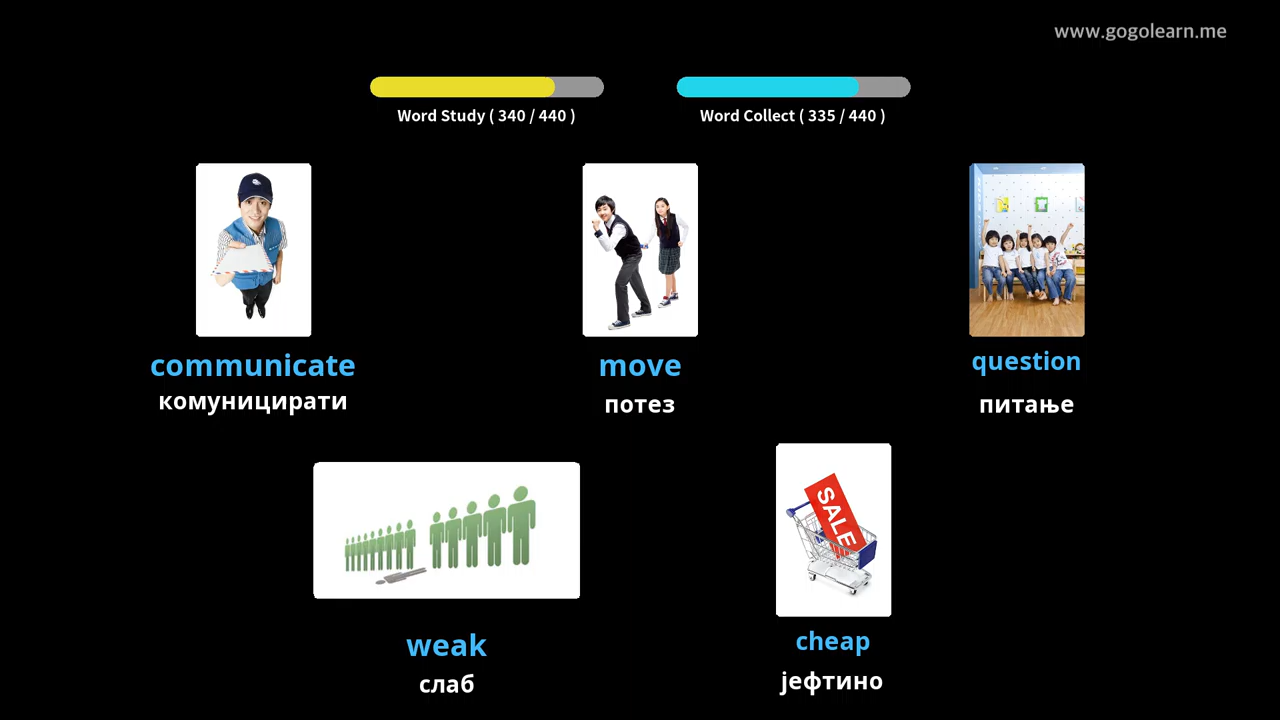 www.gogolearn.me
Word Study ( 340 / 440 )
Word Collect ( 335 / 440 )
communicate
комуницирати
move
потез
question
питање
SALE
weak
слаб
cheap
јефтино